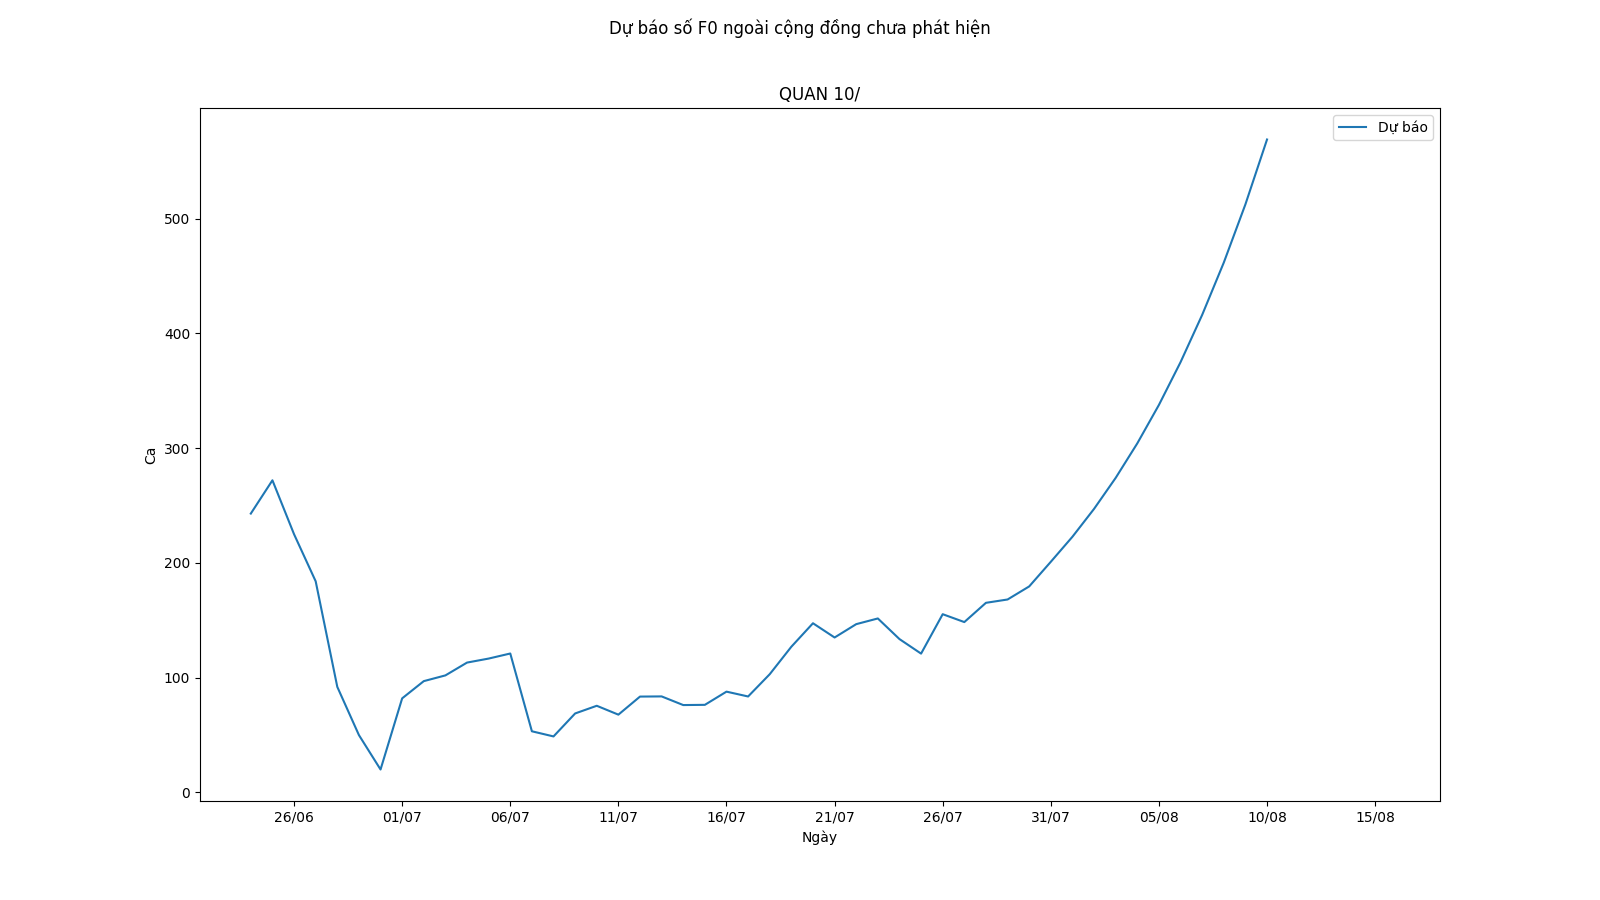 Dự báo số F0 ngoài cộng đồng chưa phát hiện
QUAN 10/
Dự báo
500
400
300
200
100
0
Ca
26/06 01/07 06/07 11/07 16/07 21/07 26/07 31/07 05/08 10/08 15/08
Ngày